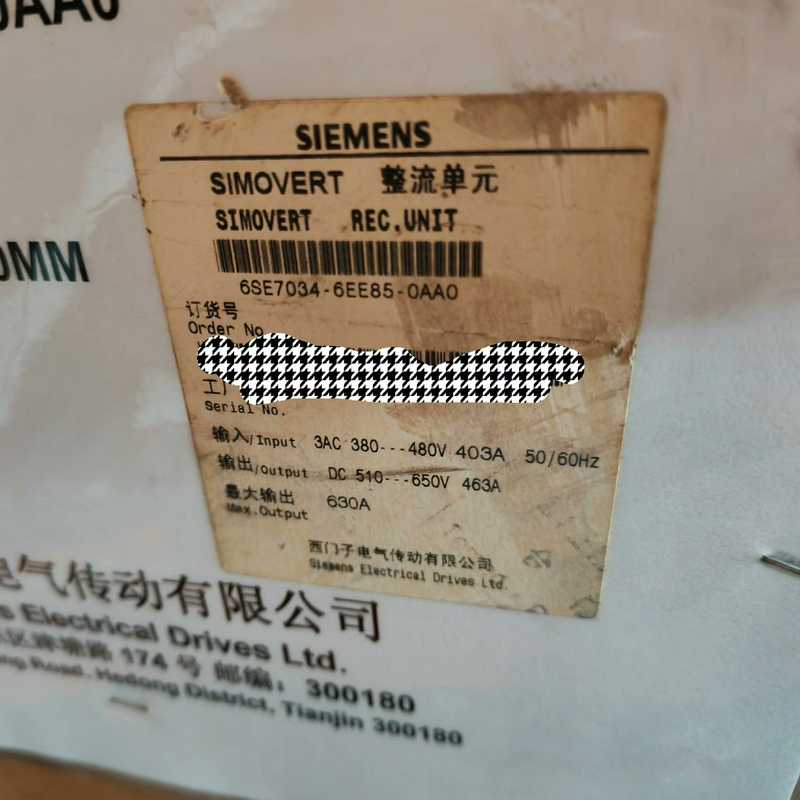 0AA0
SIEMENS
SIMOVERT 整流单元
SIMOVERT REC.UNIT
6SE7034-6EE85-0AA0
订货号
Order No
0MM
工厂
Serial No.
输入/Input 3AC 380---480V 403A 50/60Hz
输出/output DC 510---650V 463A
最大输出 630A
Max.Output
西门子电气传动有限公司
Siemens Electrical Drives Ltd.
电气传动有限公司
s Electrical Drives Ltd.
174 号 邮编: 300180
ong Road, Hedong District, Tianjin 300180